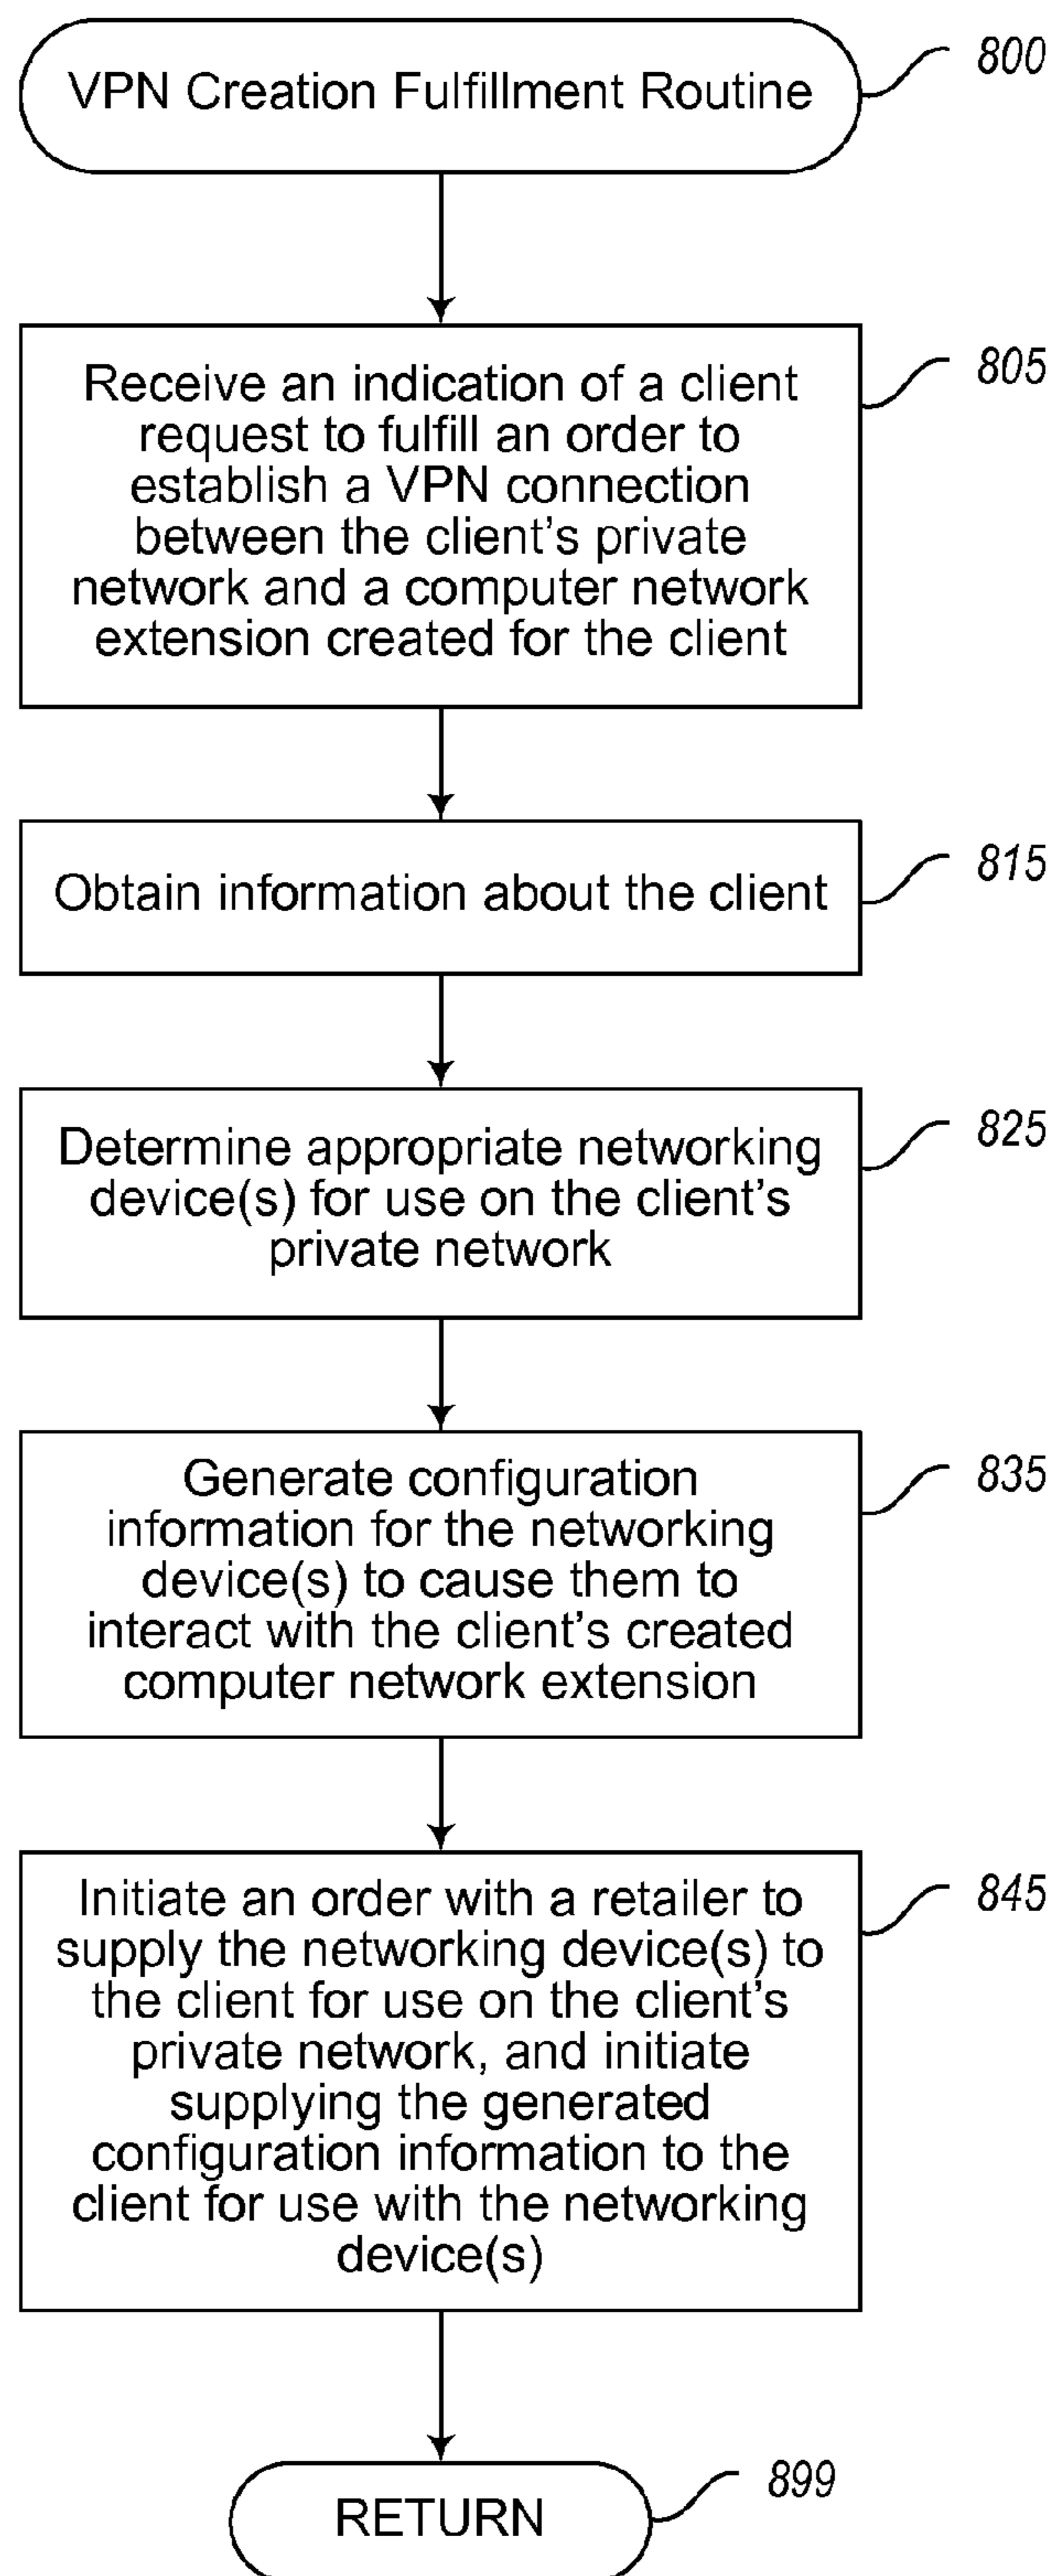 VPN Creation Fulfillment Routine
800
Receive an indication of a client
request to fulfill an order to
establish a VPN connection
between the client's private
network and a computer network
extension created for the client
805
Obtain information about the client
815
Determine appropriate networking
device(s) for use on the client's
private network
825
Generate configuration
information for the networking
device(s) to cause them to
interact with the client's created
computer network extension
835
Initiate an order with a retailer to
supply the networking device(s) to
the client for use on the client's
private network, and initiate
supplying the generated
configuration information to the
client for use with the networking
device(s)
845
RETURN
899